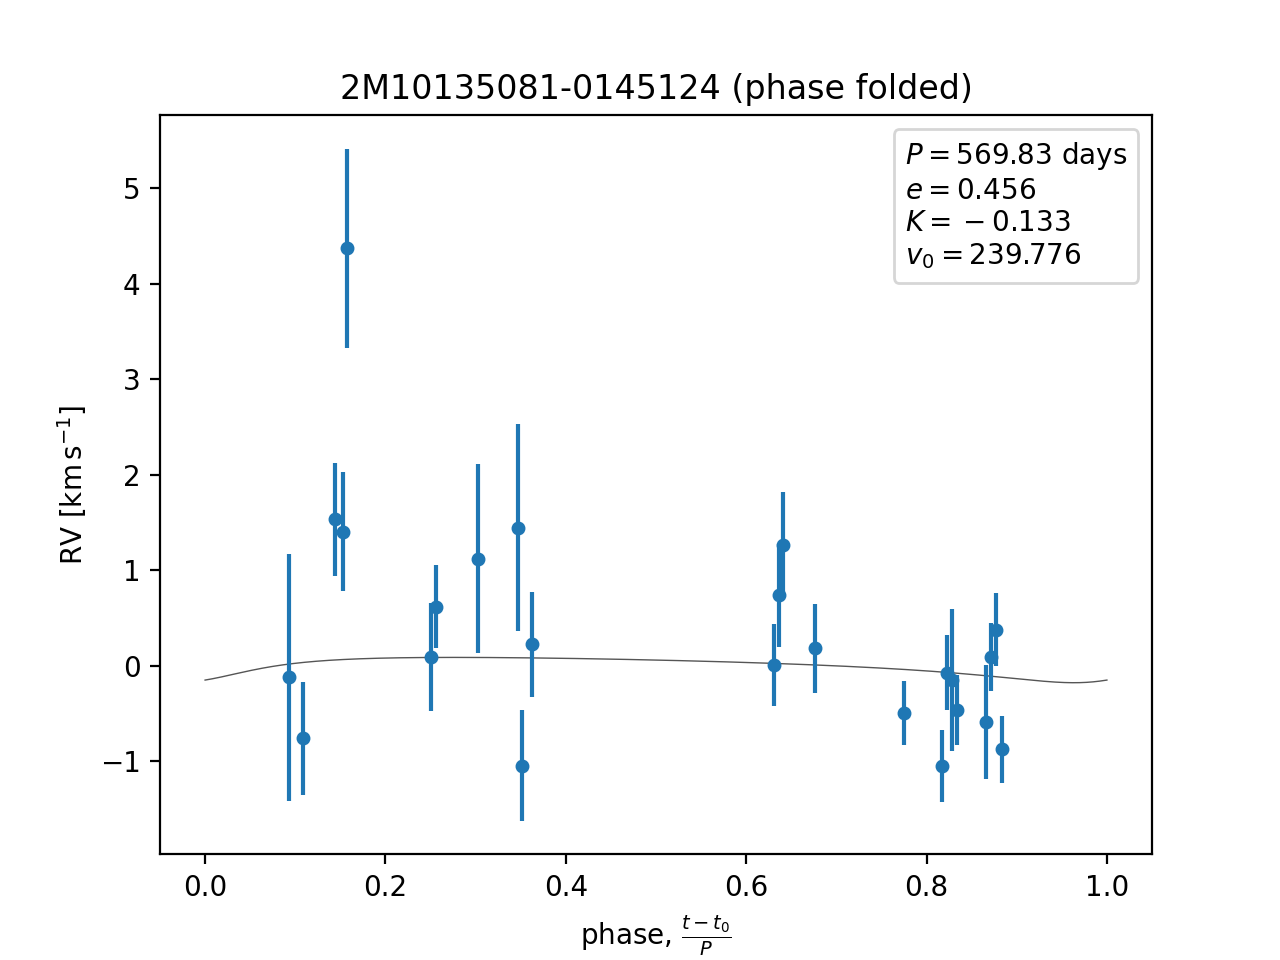 2M10135081-0145124 (phase folded)
P = 569.83 days
e = 0.456
K = −0.133
v₀ = 239.776
5
4
3
2
1
0
−1
RV [km s⁻¹]
0.0 0.2 0.4 0.6 0.8 1.0
phase, (t − t₀)/P